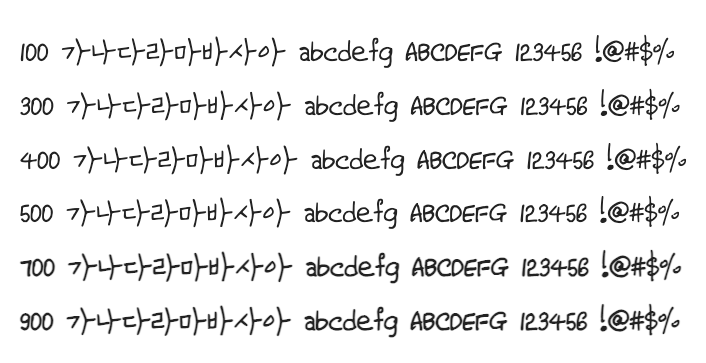 100 가나다라마바사아 abcdefg ABCDEFG 123456 !@#$%
300 가나다라마바사아 abcdefg ABCDEFG 123456 !@#$%
400 가나다라마바사아 abcdefg ABCDEFG 123456 !@#$%
500 가나다라마바사아 abcdefg ABCDEFG 123456 !@#$%
700 가나다라마바사아 abcdefg ABCDEFG 123456 !@#$%
900 가나다라마바사아 abcdefg ABCDEFG 123456 !@#$%